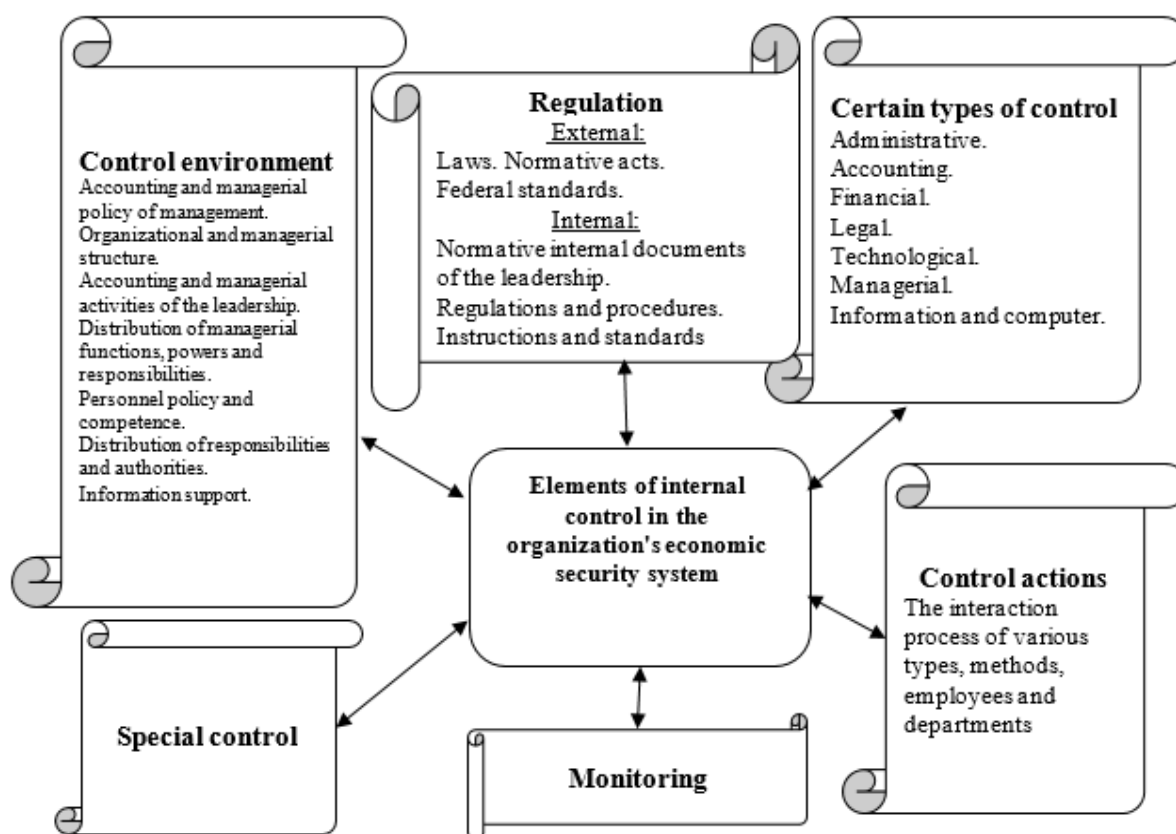 Control environment
Accounting and managerial
policy of management.
Organizational and managerial
structure.
Accounting and managerial
activities of the leadership.
Distribution of managerial
functions, powers and
responsibilities.
Personnel policy and
competence.
Distribution of responsibilities
and authorities.
Information support.
Regulation
External:
Laws. Normative acts.
Federal standards.
Internal:
Normative internal documents
of the leadership.
Regulations and procedures.
Instructions and standards
Certain types of control
Administrative.
Accounting.
Financial.
Legal.
Technological.
Managerial.
Information and computer.
Elements of internal
control in the
organization's economic
security system
Control actions
The interaction
process of various
types, methods,
employees and
departments
Special control
Monitoring